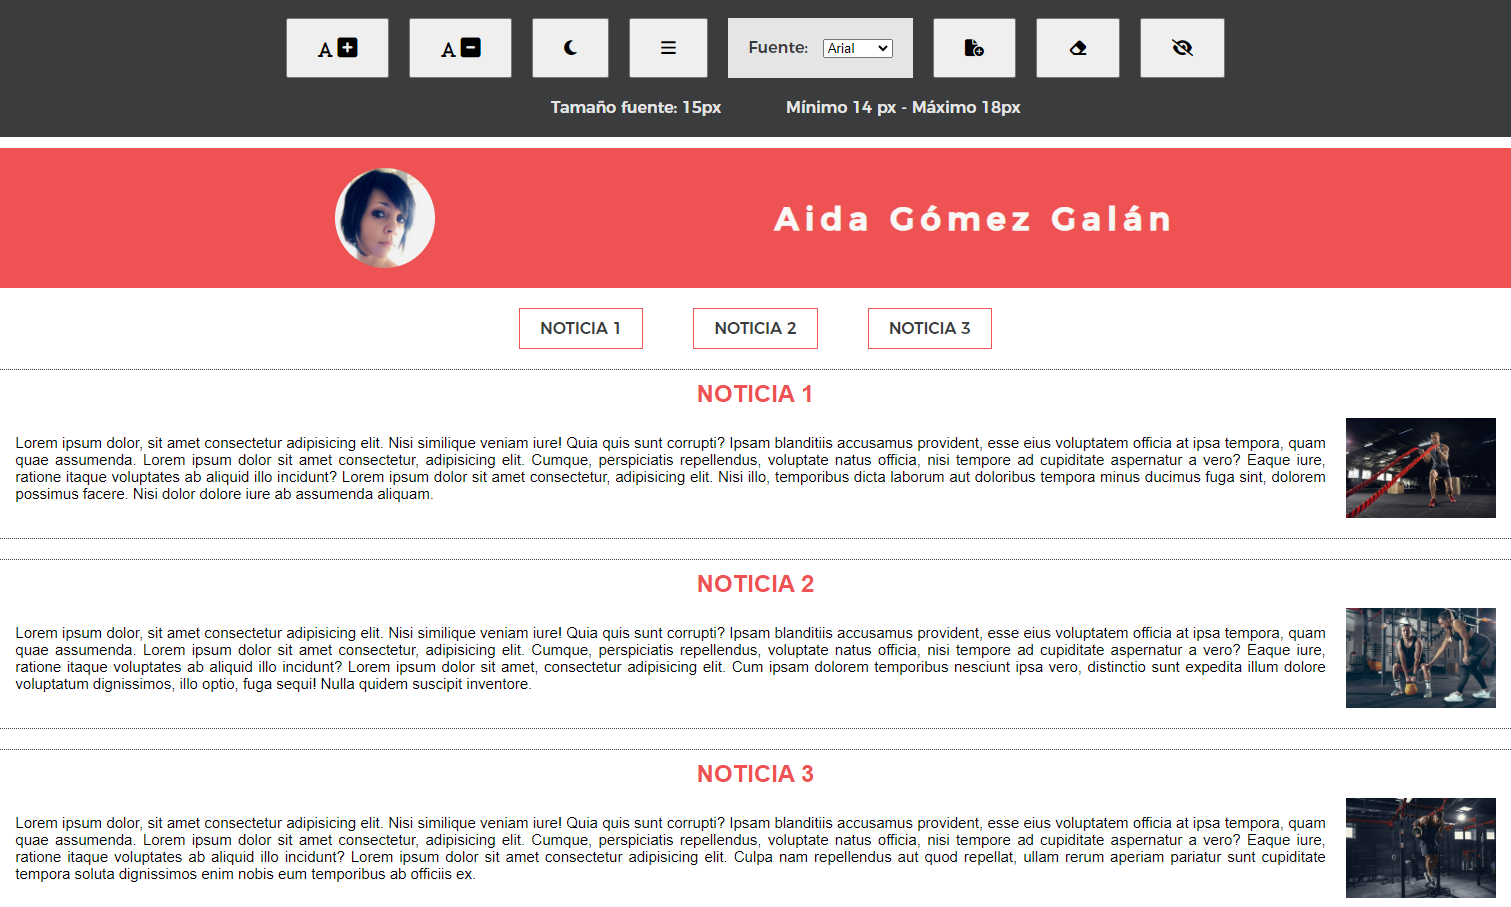 A A Fuente: Arial
Tamaño fuente: 15px Mínimo 14 px - Máximo 18px
Aida Gómez Galán
NOTICIA 1 NOTICIA 2 NOTICIA 3
NOTICIA 1
Lorem ipsum dolor, sit amet consectetur adipisicing elit. Nisi similique veniam iure! Quia quis sunt corrupti? Ipsam blanditiis accusamus provident, esse eius voluptatem officia at ipsa tempora, quam
quae assumenda. Lorem ipsum dolor sit amet consectetur, adipisicing elit. Cumque, perspiciatis repellendus, voluptate natus officia, nisi tempore ad cupiditate aspernatur a vero? Eaque iure,
ratione itaque voluptates ab aliquid illo incidunt? Lorem ipsum dolor sit amet consectetur, adipisicing elit. Nisi illo, temporibus dicta laborum aut doloribus tempora minus ducimus fuga sint, dolorem
possimus facere. Nisi dolor dolore iure ab assumenda aliquam.
NOTICIA 2
Lorem ipsum dolor, sit amet consectetur adipisicing elit. Nisi similique veniam iure! Quia quis sunt corrupti? Ipsam blanditiis accusamus provident, esse eius voluptatem officia at ipsa tempora, quam
quae assumenda. Lorem ipsum dolor sit amet consectetur, adipisicing elit. Cumque, perspiciatis repellendus, voluptate natus officia, nisi tempore ad cupiditate aspernatur a vero? Eaque iure,
ratione itaque voluptates ab aliquid illo incidunt? Lorem ipsum dolor sit amet, consectetur adipisicing elit. Cum ipsam dolorem temporibus nesciunt ipsa vero, distinctio sunt expedita illum dolore
voluptatum dignissimos, illo optio, fuga sequi! Nulla quidem suscipit inventore.
NOTICIA 3
Lorem ipsum dolor, sit amet consectetur adipisicing elit. Nisi similique veniam iure! Quia quis sunt corrupti? Ipsam blanditiis accusamus provident, esse eius voluptatem officia at ipsa tempora, quam
quae assumenda. Lorem ipsum dolor sit amet consectetur, adipisicing elit. Cumque, perspiciatis repellendus, voluptate natus officia, nisi tempore ad cupiditate aspernatur a vero? Eaque iure,
ratione itaque voluptates ab aliquid illo incidunt? Lorem ipsum dolor sit amet consectetur adipisicing elit. Culpa nam repellendus aut quod repellat, ullam rerum aperiam pariatur sunt cupiditate
tempora soluta dignissimos enim nobis eum temporibus ab officiis ex.